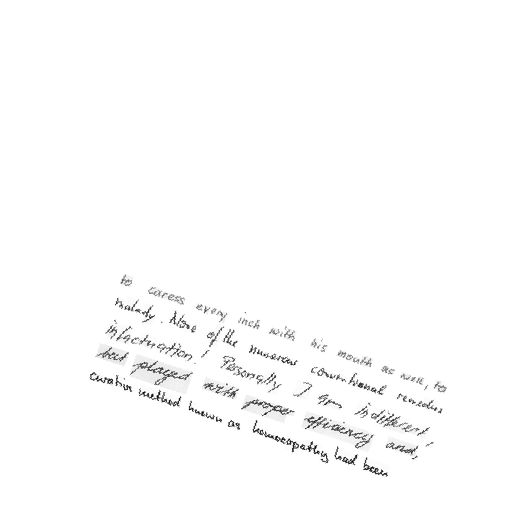 to caress every inch with his mouth as well, to
malady. None of the numerous conventional remedies
infactuation! Personally I am indifferent!
but played with proper efficiency and,
curative method known as homoeopathy had been